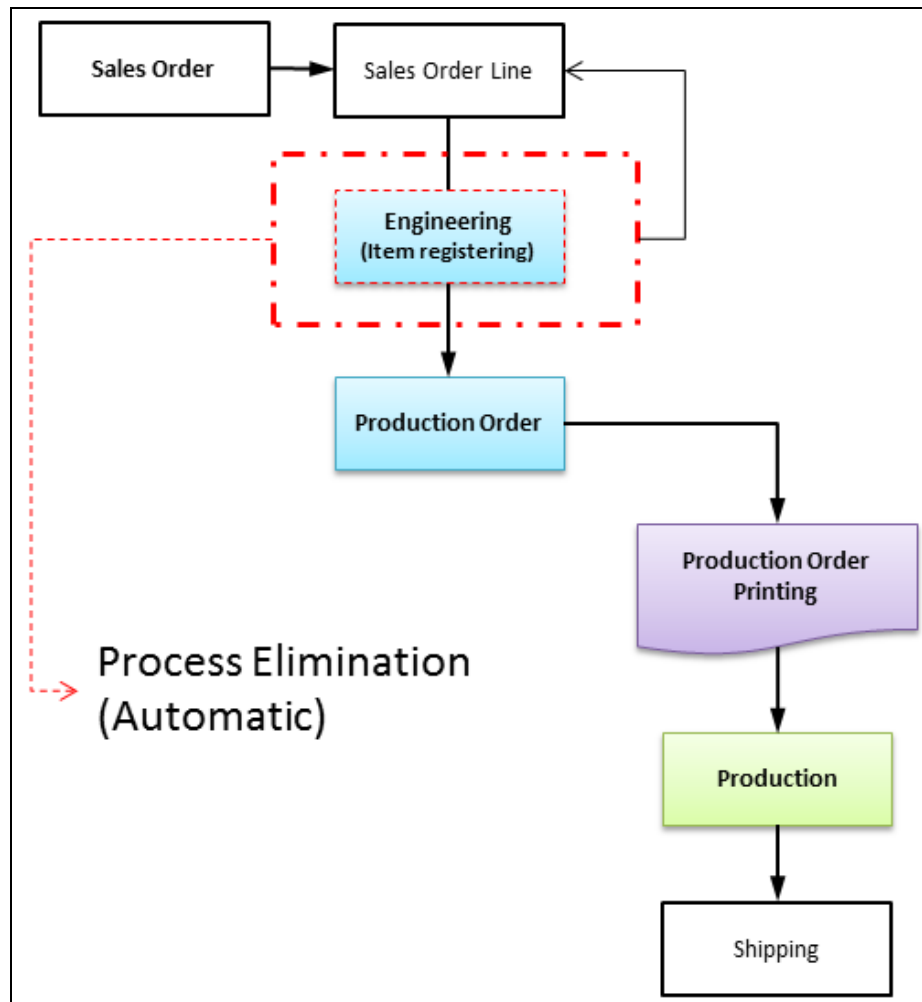 Sales Order
Sales Order Line
Engineering
(Item registering)
Production Order
Production Order
Printing
Process Elimination
(Automatic)
Production
Shipping